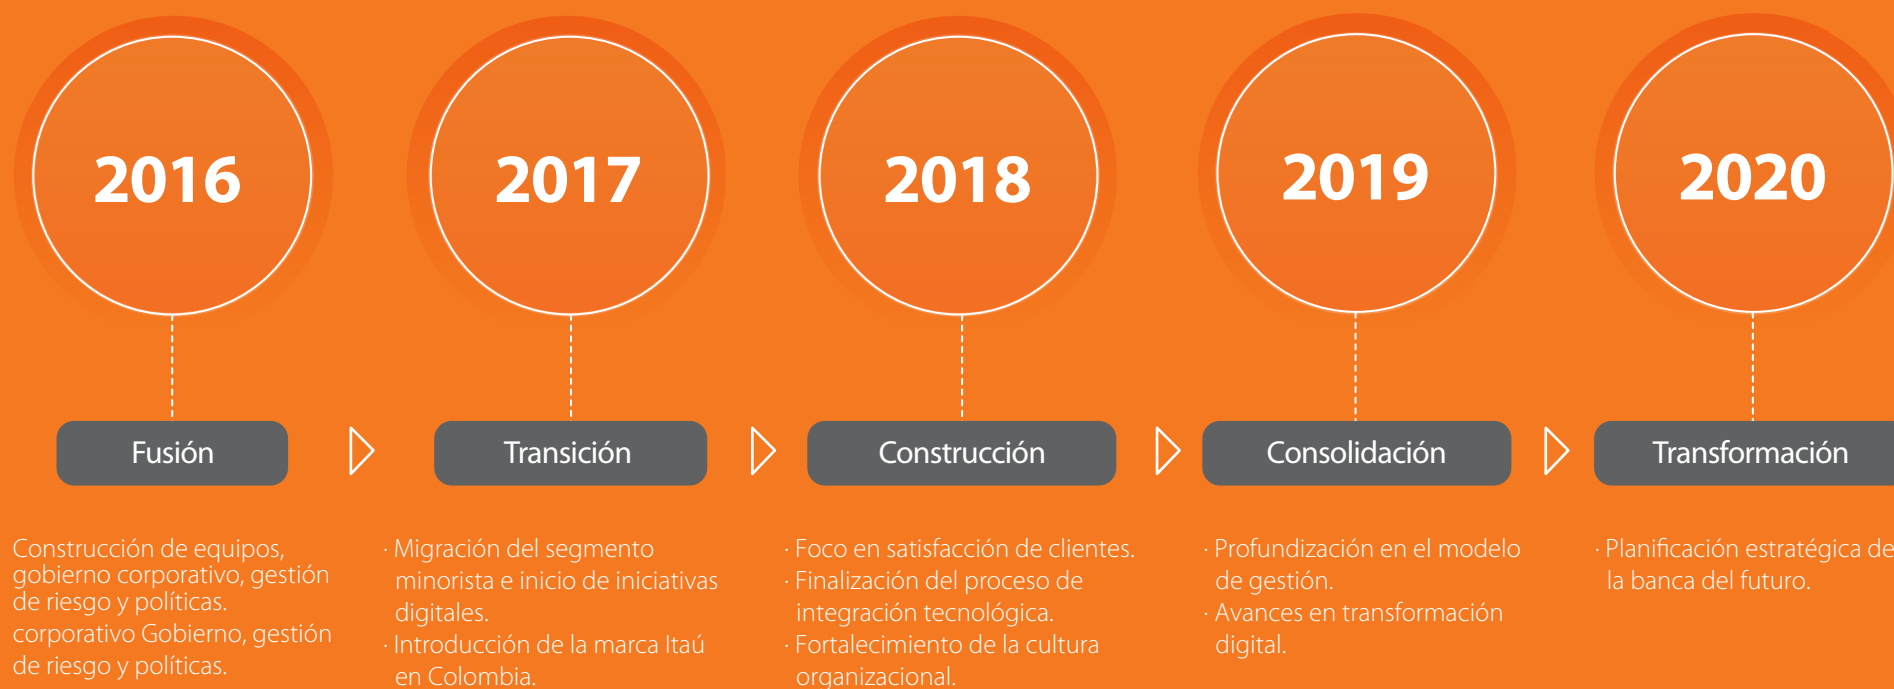 2016
2017
2018
2019
2020
Fusión
Transición
Construcción
Consolidación
Transformación
Construcción de equipos,
gobierno corporativo, gestión
de riesgo y políticas.
corporativo Gobierno, gestión
de riesgo y políticas.
· Migración del segmento
minorista e inicio de iniciativas
digitales.
· Introducción de la marca Itaú
en Colombia.
· Foco en satisfacción de clientes.
· Finalización del proceso de
integración tecnológica.
· Fortalecimiento de la cultura
organizacional.
· Profundización en el modelo
de gestión.
· Avances en transformación
digital.
· Planificación estratégica de
la banca del futuro.